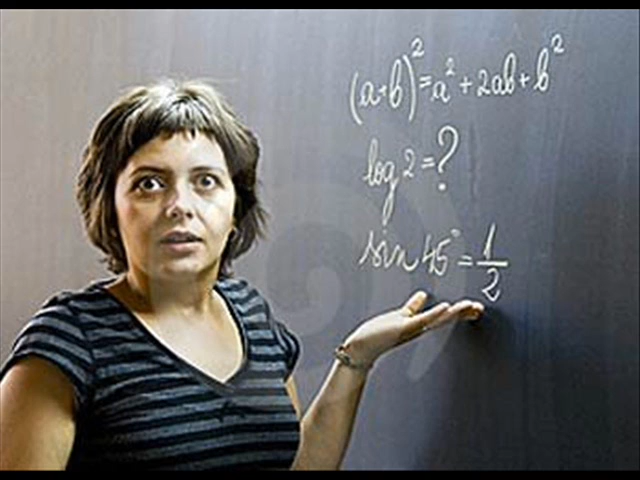 (a+b)² = a² + 2ab + b²
log 2 = ?
sin 45° = 1/2